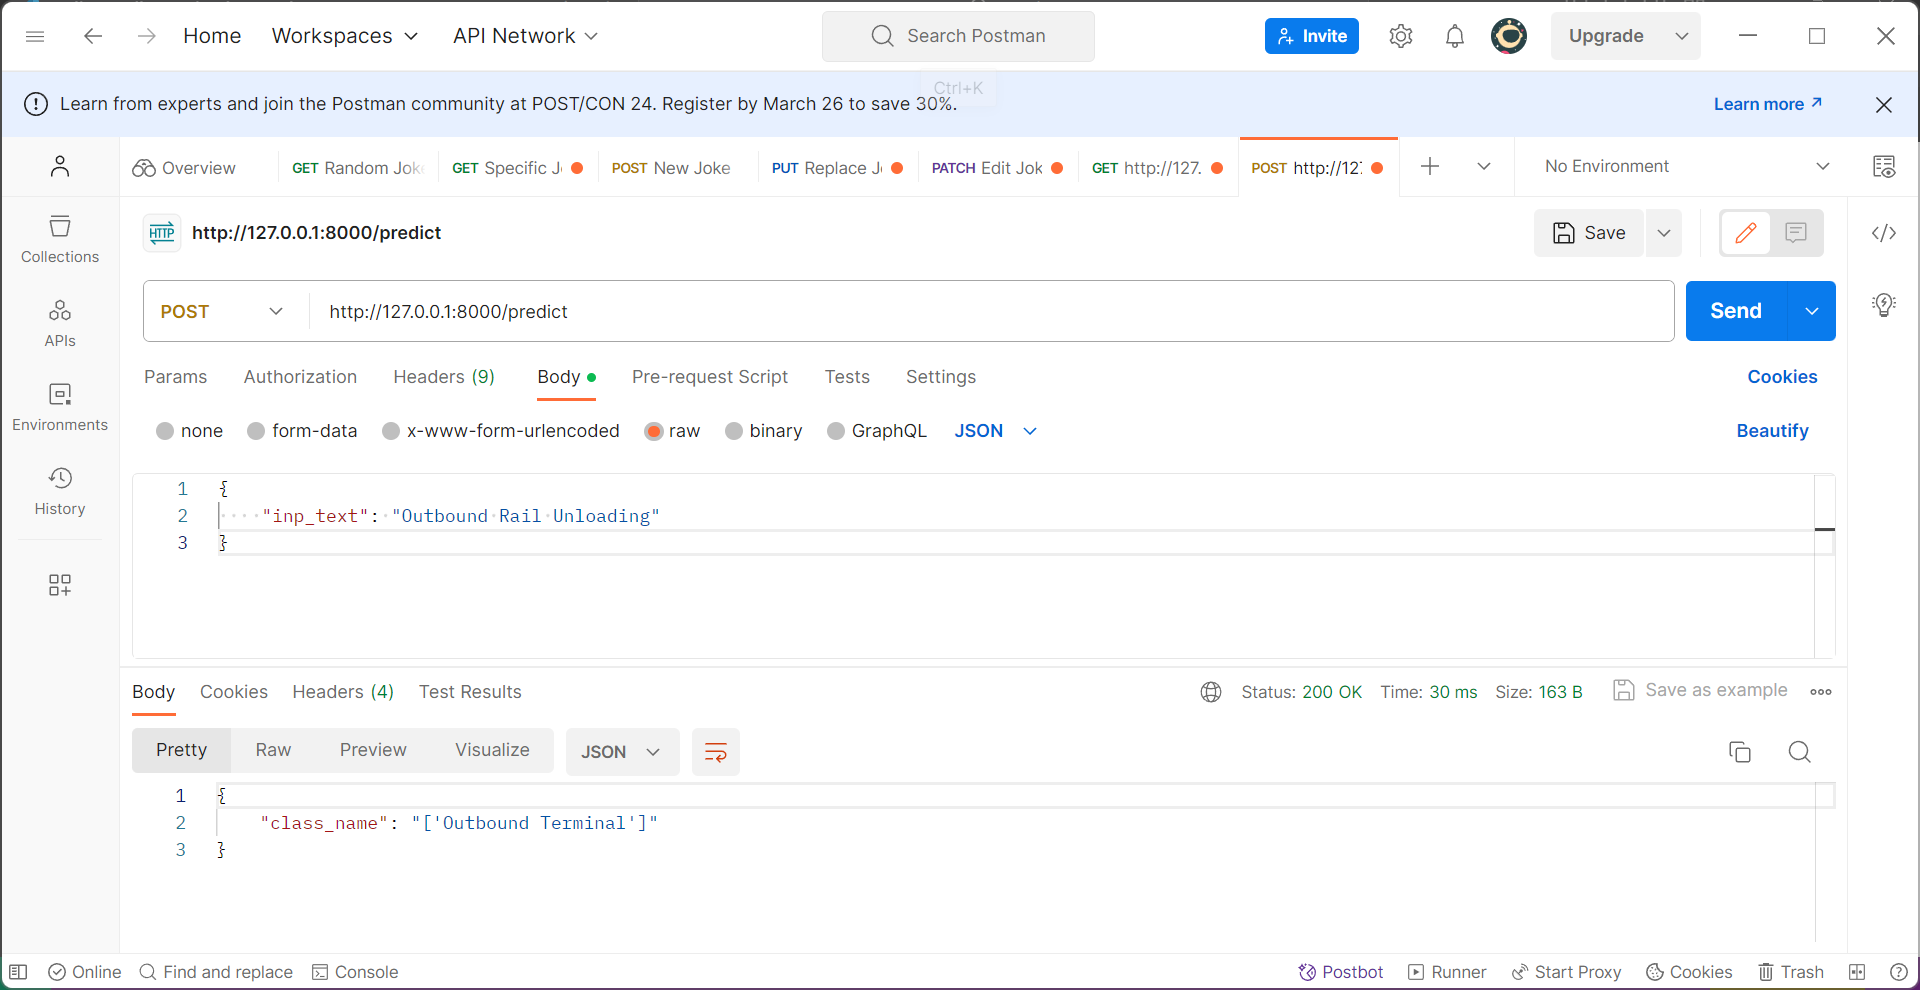 Home Workspaces API Network Search Postman Invite Upgrade
Ctrl+K
Learn from experts and join the Postman community at POST/CON 24. Register by March 26 to save 30%. Learn more
Overview GET Random Jok GET Specific J POST New Joke PUT Replace J PATCH Edit Jok GET http://127. POST http://127 No Environment
HTTP http://127.0.0.1:8000/predict Save
Collections
POST http://127.0.0.1:8000/predict Send
APIs
Params Authorization Headers (9) Body Pre-request Script Tests Settings Cookies
Environments
none form-data x-www-form-urlencoded raw binary GraphQL JSON Beautify
History
1 {
2 "inp_text": "Outbound Rail Unloading"
3 }
Body Cookies Headers (4) Test Results Status: 200 OK Time: 30 ms Size: 163 B Save as example
Pretty Raw Preview Visualize JSON
1 {
2 "class_name": "['Outbound Terminal']"
3 }
Online Find and replace Console Postbot Runner Start Proxy Cookies Trash